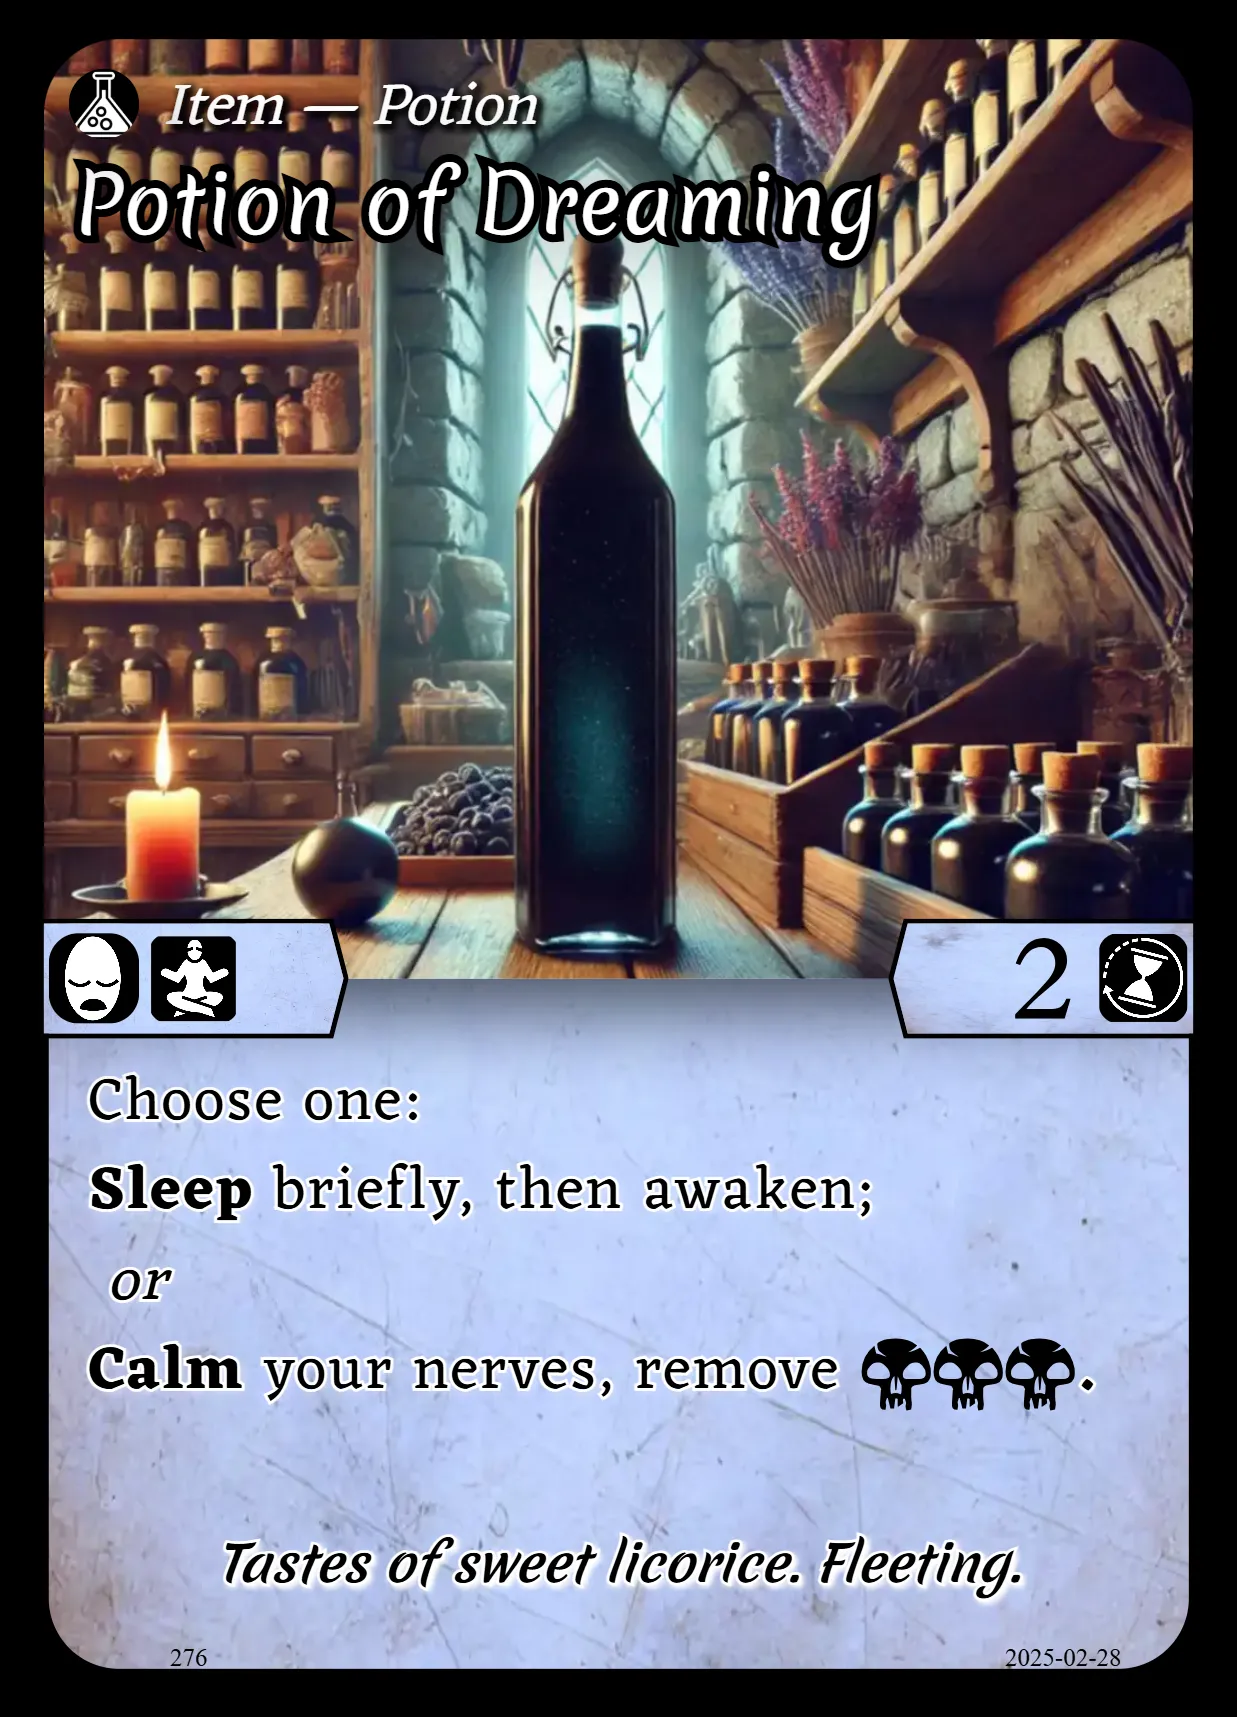 Item — Potion
Potion of Dreaming
2
Choose one:
Sleep briefly, then awaken;
or
Calm your nerves, remove .
Tastes of sweet licorice. Fleeting.
276
2025-02-28